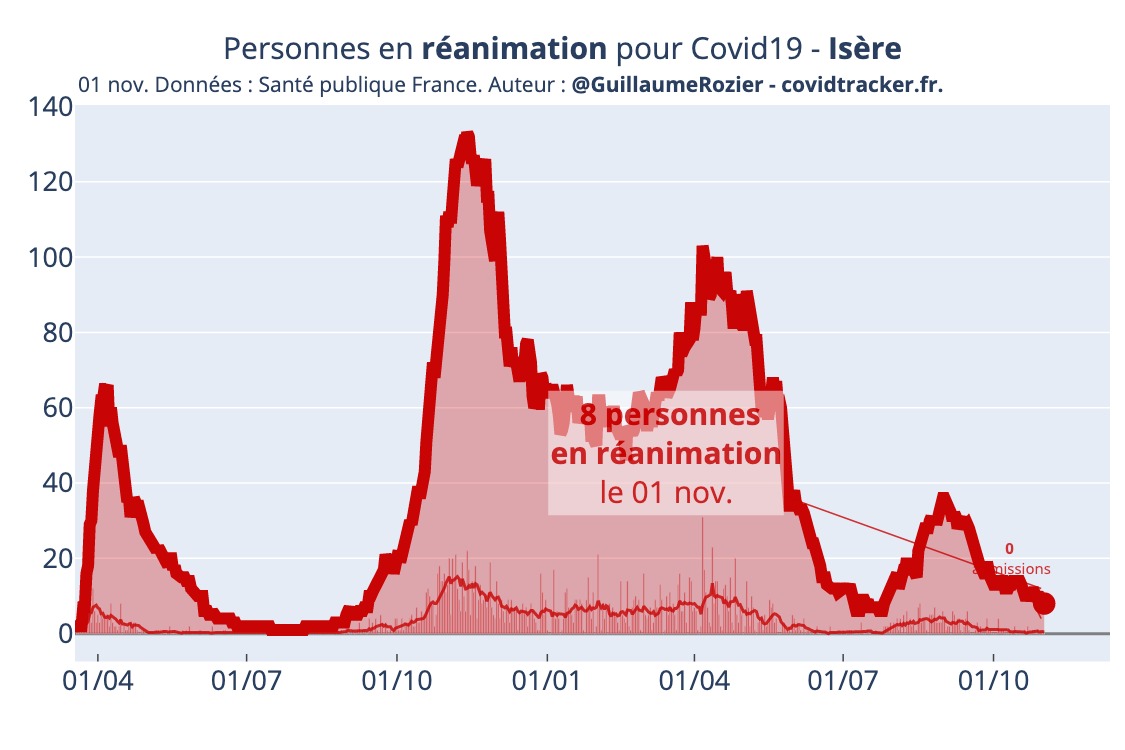 Personnes en réanimation pour Covid19 - Isère
01 nov. Données : Santé publique France. Auteur : @GuillaumeRozier - covidtracker.fr.
140
120
100
80
60
40
20
0
8 personnes
en réanimation
le 01 nov.
0
admissions
01/04
01/07
01/10
01/01
01/04
01/07
01/10